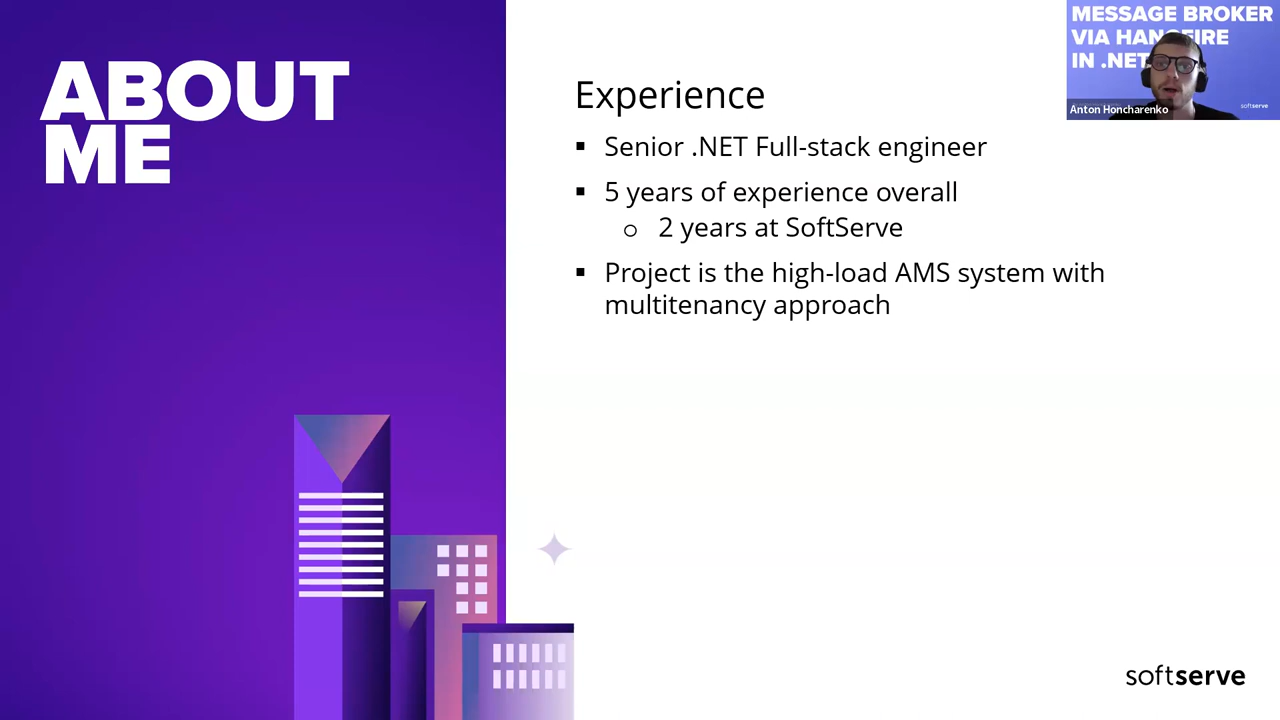 ABOUT
ME
Experience
Senior .NET Full-stack engineer
5 years of experience overall
2 years at SoftServe
Project is the high-load AMS system with
multitenancy approach
MESSAGE BROKER
VIA HANGFIRE
IN .NET
Anton Honcharenko
softserve
softserve